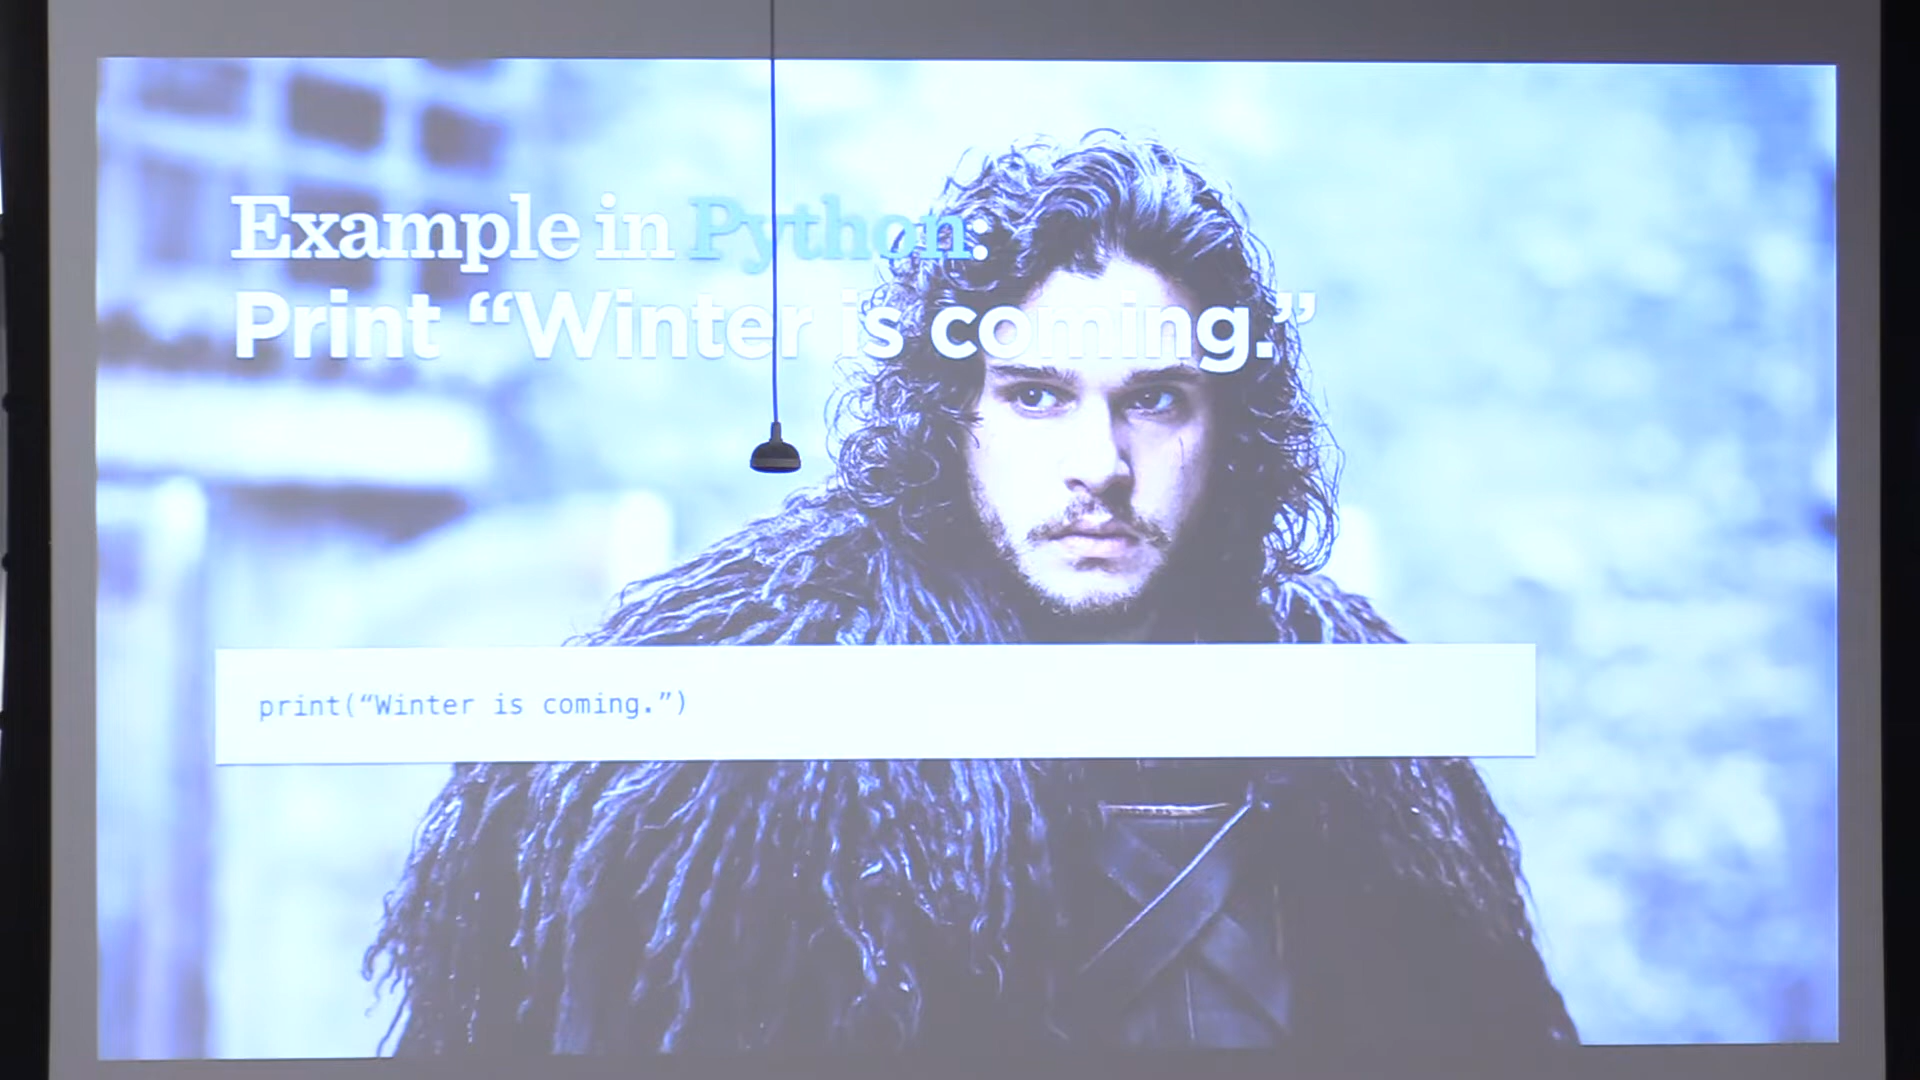 Example in Python:
Print “Winter is coming.”
print(“Winter is coming.”)